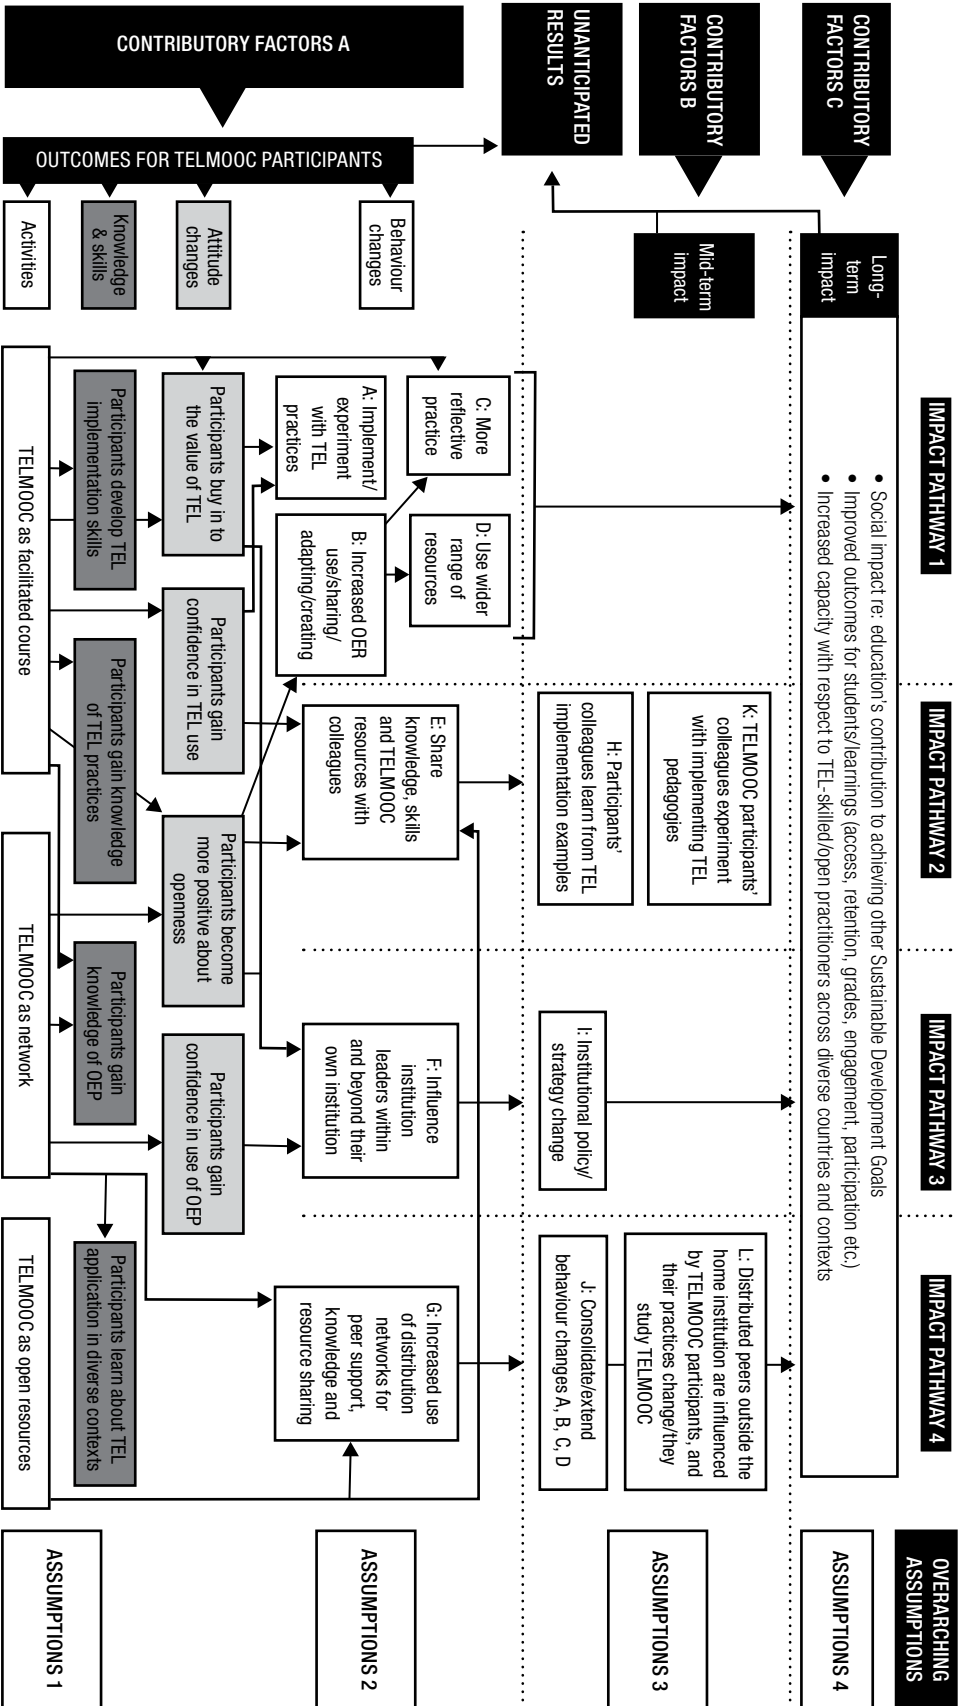 IMPACT PATHWAY 1
IMPACT PATHWAY 2
IMPACT PATHWAY 3
IMPACT PATHWAY 4
OVERARCHING
ASSUMPTIONS
CONTRIBUTORY
FACTORS C
Long-
term
impact
• Social impact re: education's contribution to achieving other Sustainable Development Goals
• Improved outcomes for students/learnings (access, retention, grades, engagement, participation etc.)
• Increased capacity with respect to TEL-skilled/open practitioners across diverse countries and contexts
ASSUMPTIONS 4
CONTRIBUTORY
FACTORS B
Mid-term
impact
K: TELMOOC participants'
colleagues experiment
with implementing TEL
pedagogies
H: Participants'
colleagues learn from TEL
implementation examples
I: Institutional policy/
strategy change
L: Distributed peers outside the
home institution are influenced
by TELMOOC participants, and
their practices change/they
study TELMOOC
J: Consolidate/extend
behaviour changes A, B, C, D
ASSUMPTIONS 3
UNANTICIPATED
RESULTS
CONTRIBUTORY FACTORS A
OUTCOMES FOR TELMOOC PARTICIPANTS
Behaviour
changes
C: More
reflective
practice
D: Use wider
range of
resources
A: Implement/
experiment
with TEL
practices
B: Increased OER
use/sharing/
adapting/creating
E: Share
knowledge, skills
and TELMOOC
resources with
colleagues
F: Influence
leaders within
institution
and beyond their
own institution
G: Increased use
of distribution
networks for
peer support,
knowledge and
resource sharing
ASSUMPTIONS 2
Attitude
changes
Participants buy in to
the value of TEL
Participants gain
confidence in TEL use
Participants become
more positive about
openness
Participants gain
confidence in use of OEP
Knowledge
& skills
Participants develop TEL
implementation skills
Participants gain knowledge
of TEL practices
Participants gain
knowledge of OEP
Participants learn about TEL
application in diverse contexts
Activities
TELMOOC as facilitated course
TELMOOC as network
TELMOOC as open resources
ASSUMPTIONS 1